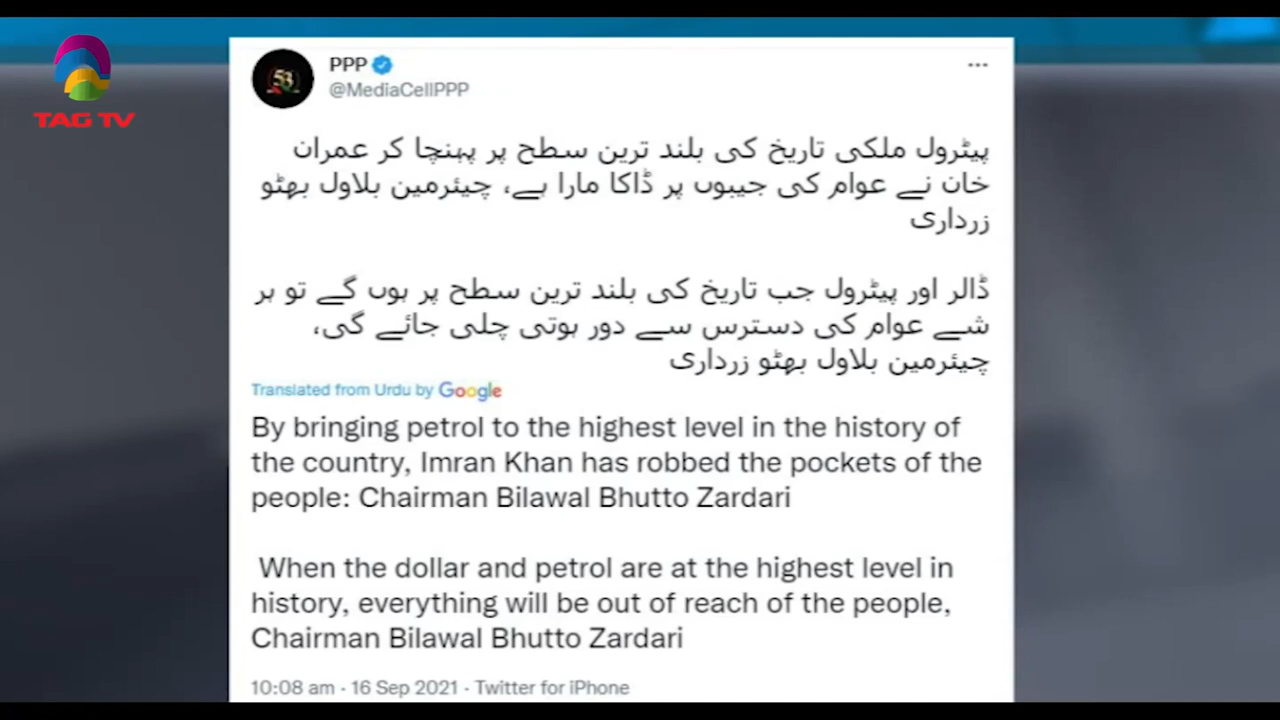 TAG TV
PPP
@MediaCellPPP
53
پیٹرول ملکی تاریخ کی بلند ترین سطح پر پہنچا کر عمران
خان نے عوام کی جیبوں پر ڈاکا مارا ہے، چیئرمین بلاول بھٹو
زرداری
ڈالر اور پیٹرول جب تاریخ کی بلند ترین سطح پر ہوں گے تو ہر
شے عوام کی دسترس سے دور ہوتی چلی جائے گی،
چیئرمین بلاول بھٹو زرداری
Translated from Urdu by Google
By bringing petrol to the highest level in the history of
the country, Imran Khan has robbed the pockets of the
people: Chairman Bilawal Bhutto Zardari
When the dollar and petrol are at the highest level in
history, everything will be out of reach of the people,
Chairman Bilawal Bhutto Zardari
10:08 am · 16 Sep 2021 · Twitter for iPhone